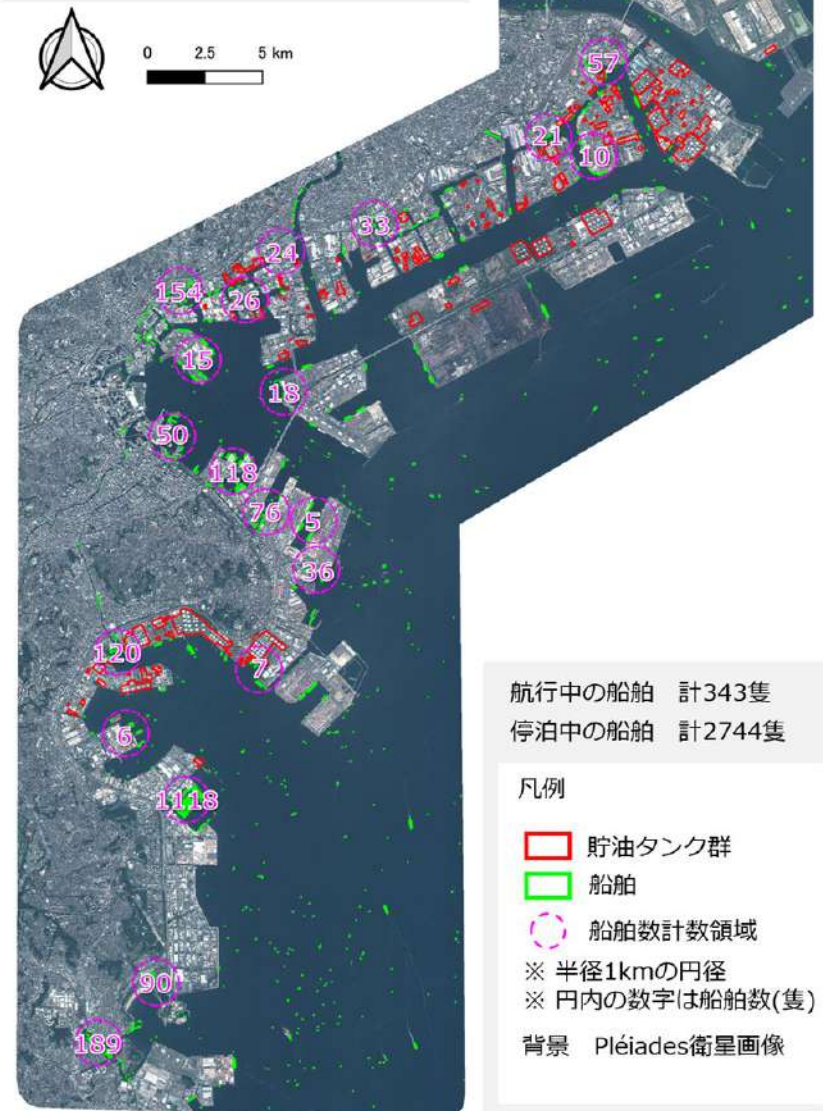 0 2.5 5 km
57
21
10
33
24
154
26
15
18
50
118
76
5
36
120
7
6
1118
90
189
航行中の船舶 計343隻
停泊中の船舶 計2744隻
凡例
貯油タンク群
船舶
船舶数計数領域
※ 半径1kmの円径
※ 円内の数字は船舶数(隻)
背景 Pléiades衛星画像